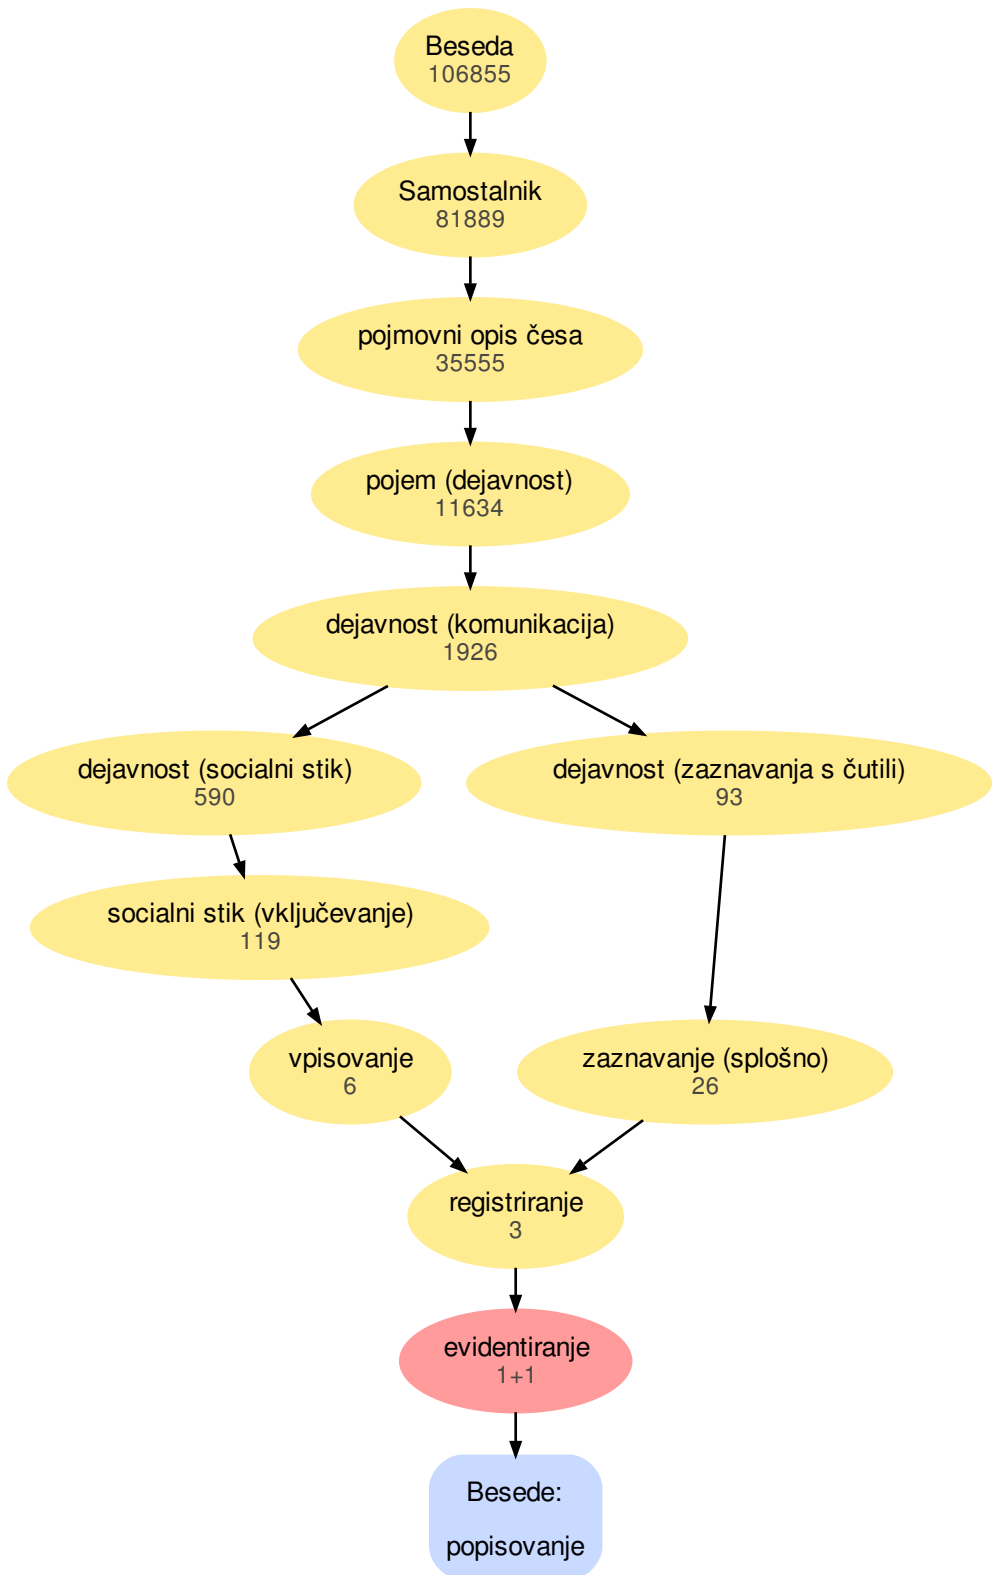 Beseda
106855
Samostalnik
81889
pojmovni opis česa
35555
pojem (dejavnost)
11634
dejavnost (komunikacija)
1926
dejavnost (socialni stik)
590
dejavnost (zaznavanja s čutili)
93
socialni stik (vključevanje)
119
vpisovanje
6
zaznavanje (splošno)
26
registriranje
3
evidentiranje
1+1
Besede:
popisovanje